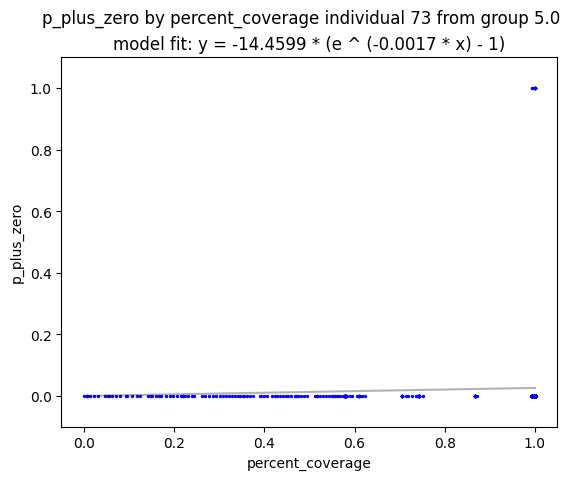 p_plus_zero by percent_coverage individual 73 from group 5.0
model fit: y = -14.4599 * (e ^ (-0.0017 * x) - 1)
1.0
0.8
0.6
0.4
0.2
0.0
p_plus_zero
0.0 0.2 0.4 0.6 0.8 1.0
percent_coverage